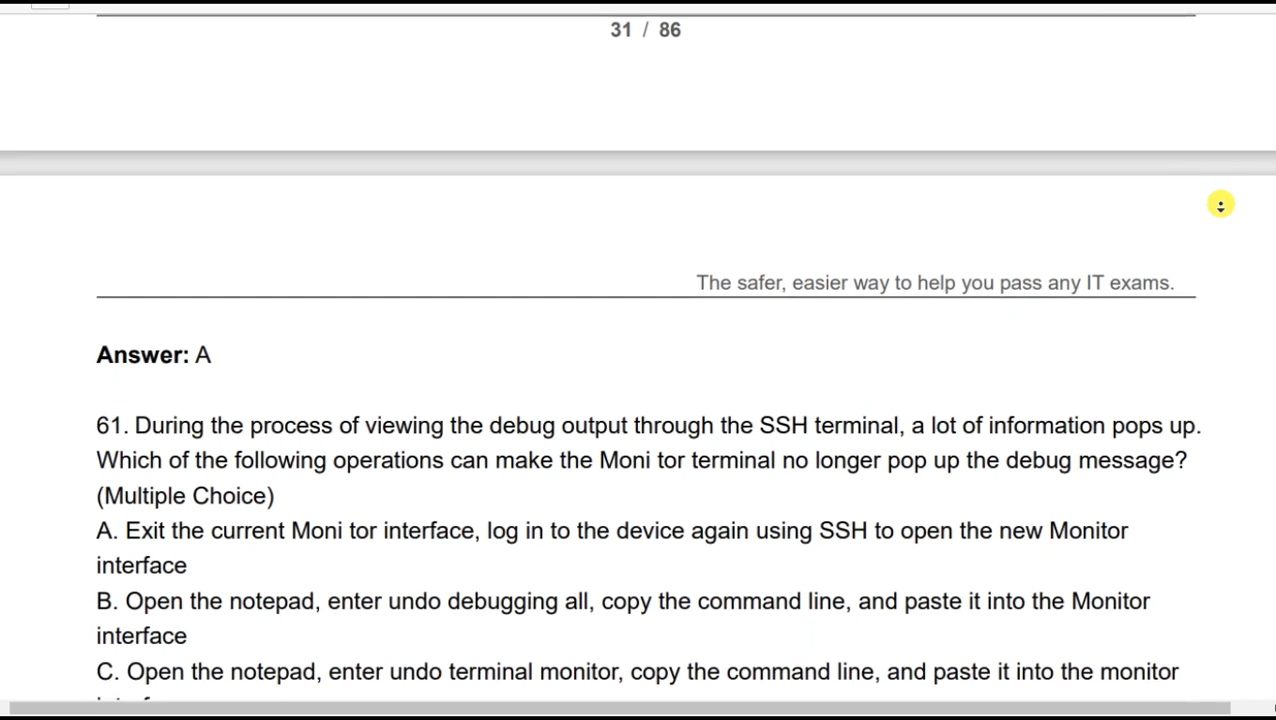 31 / 86
The safer, easier way to help you pass any IT exams.
Answer: A
61. During the process of viewing the debug output through the SSH terminal, a lot of information pops up.
Which of the following operations can make the Moni tor terminal no longer pop up the debug message?
(Multiple Choice)
A. Exit the current Moni tor interface, log in to the device again using SSH to open the new Monitor
interface
B. Open the notepad, enter undo debugging all, copy the command line, and paste it into the Monitor
interface
C. Open the notepad, enter undo terminal monitor, copy the command line, and paste it into the monitor